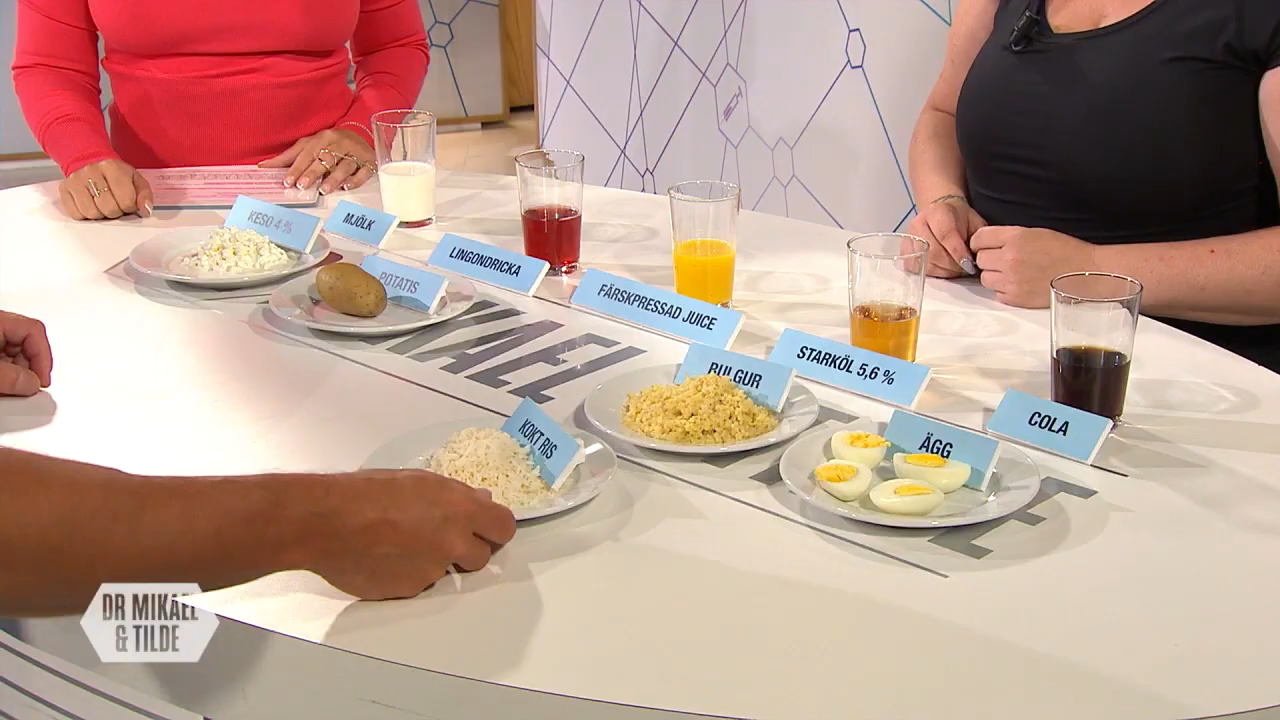 KESO 4 %
MJÖLK
POTATIS
LINGONDRICKA
FÄRSKPRESSAD JUICE
STARKÖL 5,6 %
BULGUR
KOKT RIS
ÄGG
COLA
DR MIKAEL
& TILDE